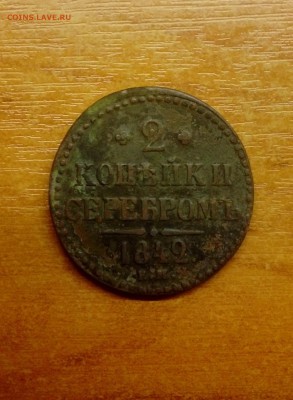 COINS.LAVE.RU
2
КОПѢЙКИ
СЕРЕБРОМЪ
1842